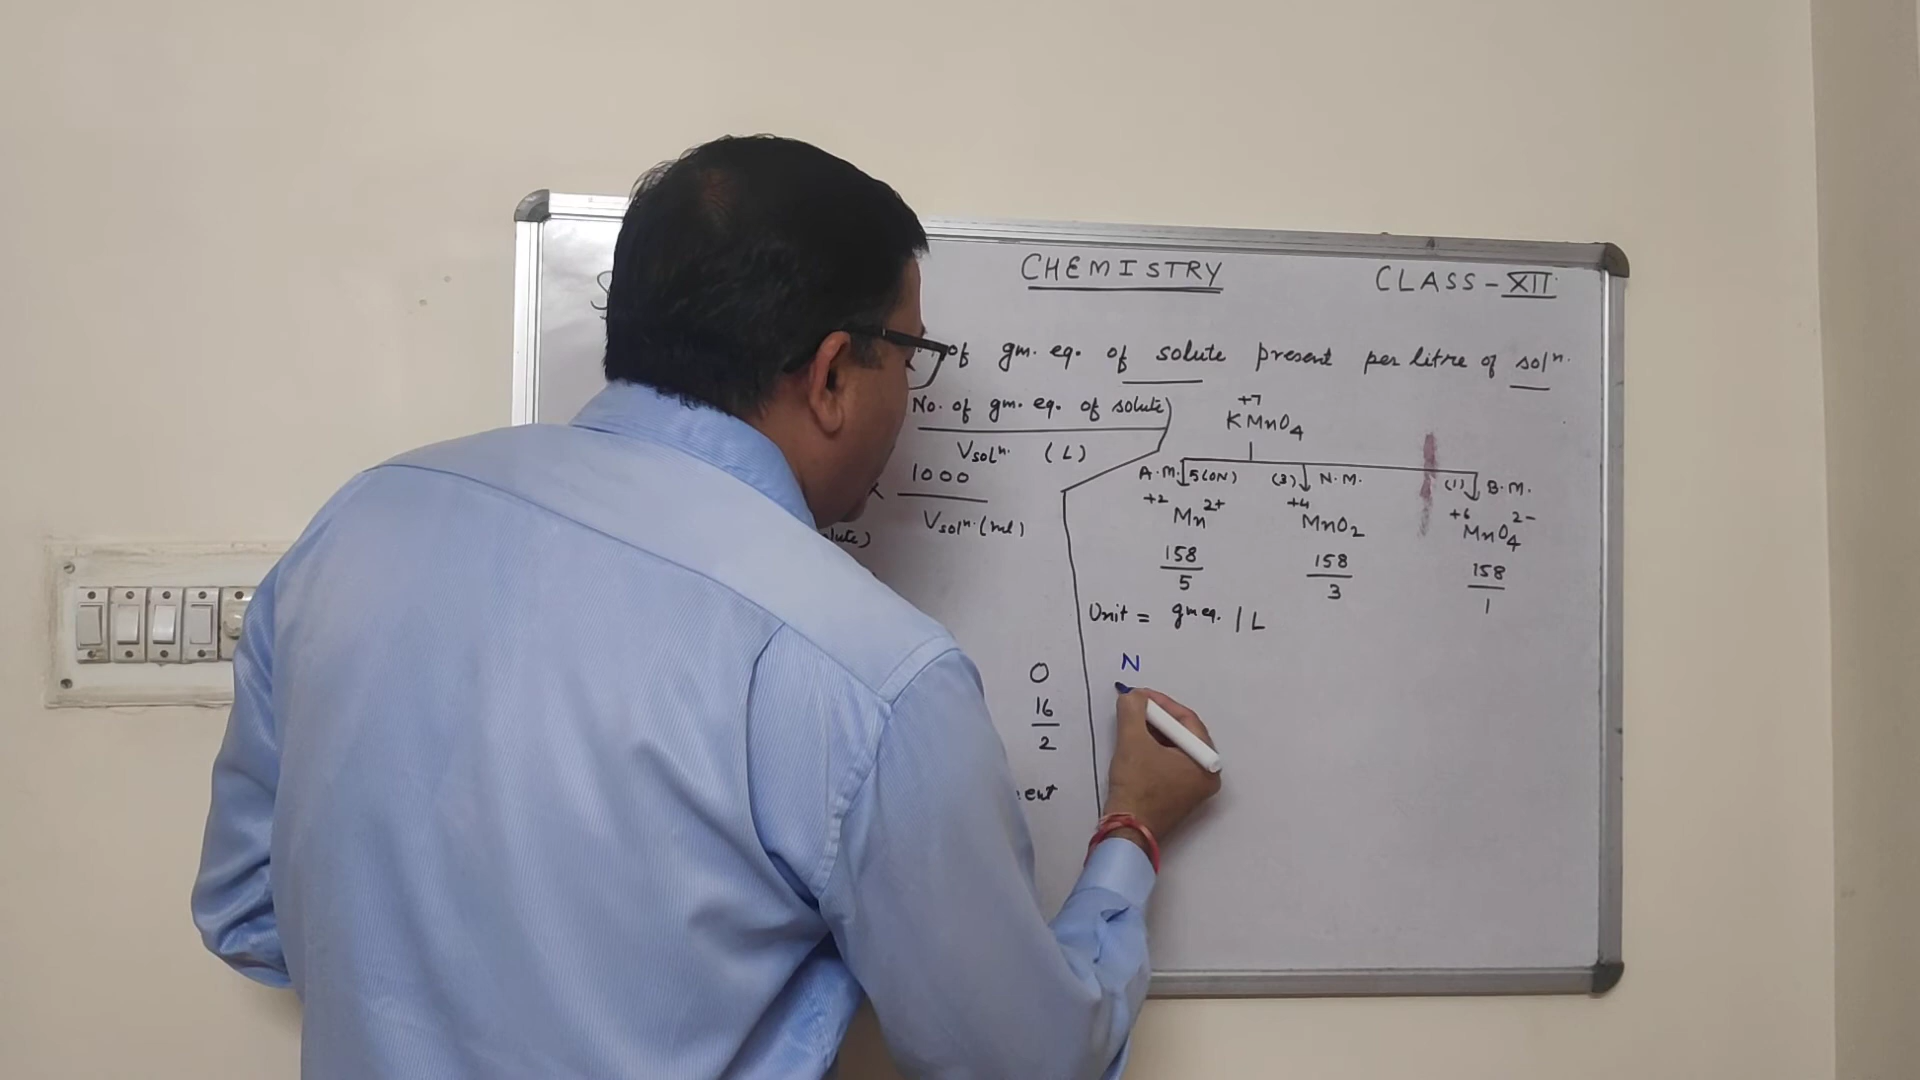 CHEMISTRY CLASS - XII
of gm. eq. of solute present per litre of solⁿ.
No. of gm. eq. of solute
Vsolⁿ. (L)
+7
KMnO₄
A.M. 5(ON) (3) N.M. (1) B.M.
+2 +4 +6
Mn²⁺ MnO₂ MnO₄²⁻
158/5 158/3 158/1
x 1000
Vsolⁿ. (ml)
lute)
Unit = gm eq. / L
O
16
2
ent
N